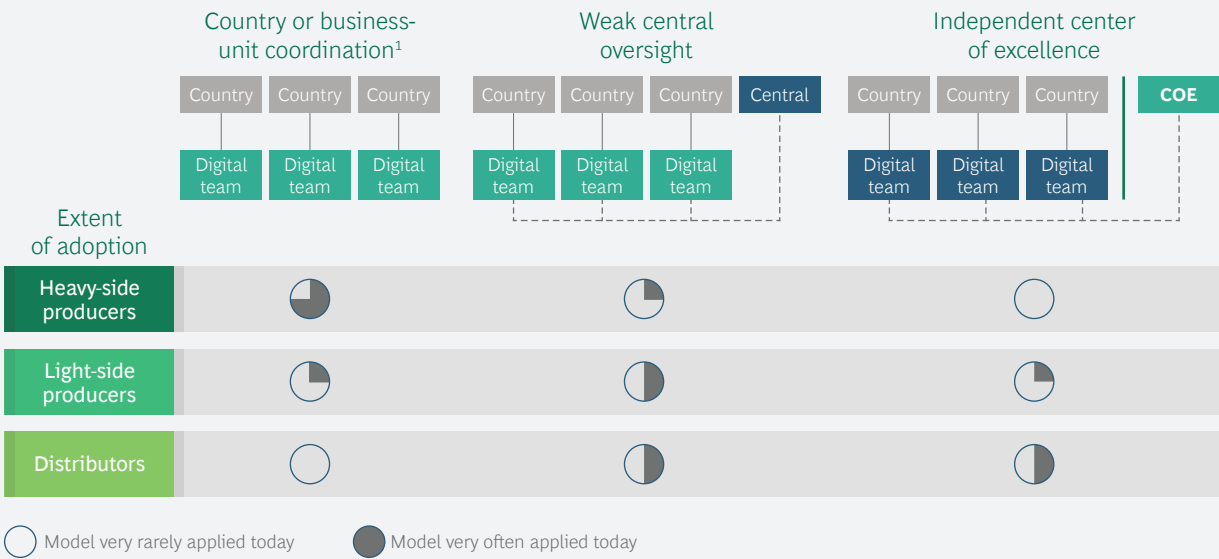 Country or business-
unit coordination¹
Weak central
oversight
Independent center
of excellence
Country Country Country
Country Country Country Central
Country Country Country COE
Digital
team
Digital
team
Digital
team
Digital
team
Digital
team
Digital
team
Digital
team
Digital
team
Digital
team
Extent
of adoption
Heavy-side
producers
Light-side
producers
Distributors
Model very rarely applied today
Model very often applied today